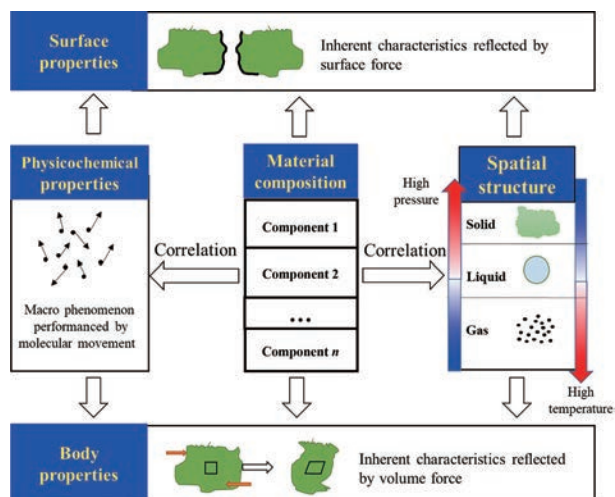 Surface
properties
Inherent characteristics reflected by
surface force
Physicochemical
properties
Material
composition
Spatial
structure
High
pressure
Component 1
Solid
Correlation
Correlation
Component 2
Liquid
Macro phenomenon
performanced by
molecular movement
...
Gas
Component n
High
temperature
Body
properties
Inherent characteristics reflected
by volume force